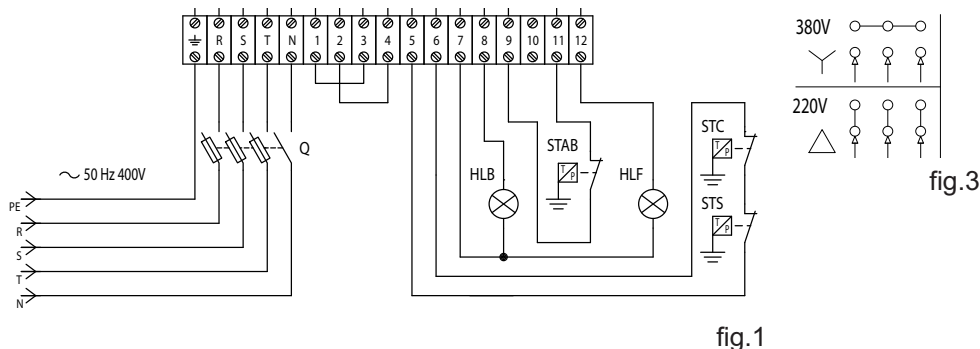 R S T N 1 2 3 4 5 6 7 8 9 10 11 12
380V
220V
fig.3
Q
∼ 50 Hz 400V
PE
R
S
T
N
HLB
STAB
T P
HLF
STC
T P
STS
T P
fig.1